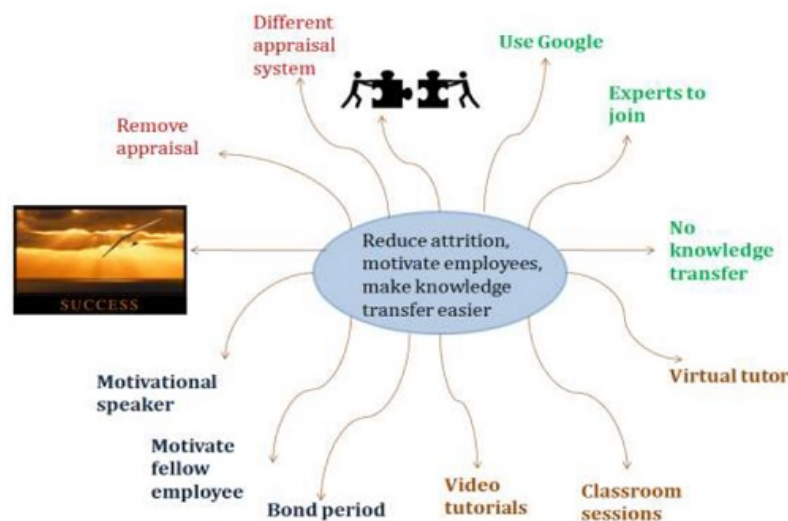 Different
appraisal
system
Use Google
Experts to
join
Remove
appraisal
Reduce attrition,
motivate employees,
make knowledge
transfer easier
No
knowledge
transfer
SUCCESS
Motivational
speaker
Virtual tutor
Motivate
fellow
employee
Bond period
Video
tutorials
Classroom
sessions